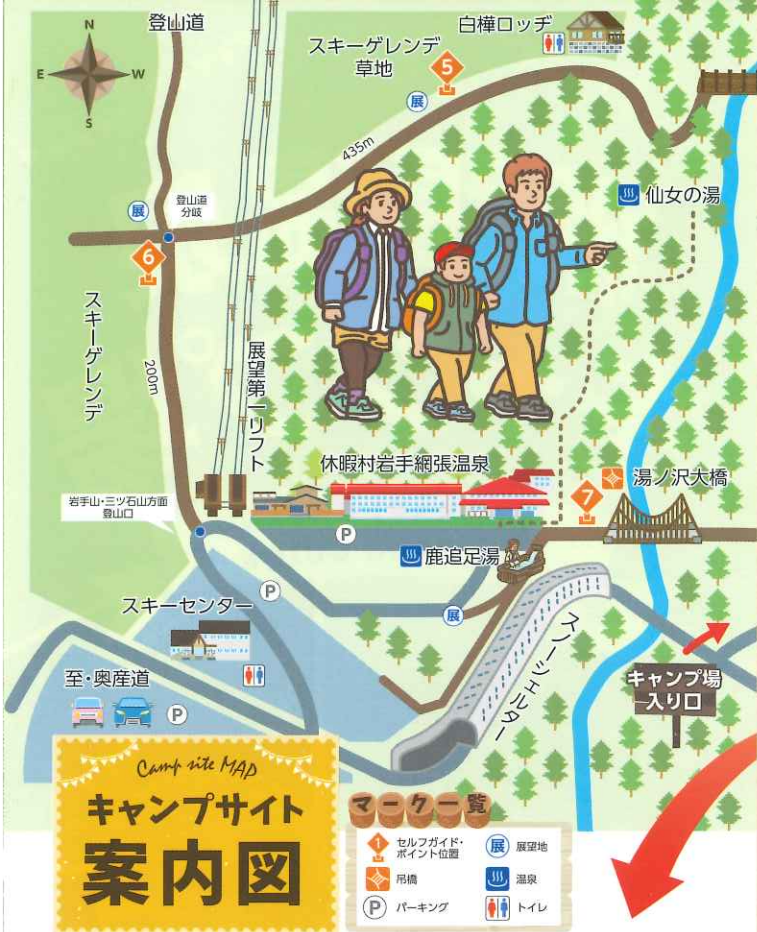 N
E
W
S
登山道
スキーゲレンデ
草地
白樺ロッヂ
5
展
435m
仙女の湯
登山道
分岐
展
6
スキーゲレンデ
200m
展望第一リフト
休暇村岩手網張温泉
湯ノ沢大橋
7
岩手山・三ツ石山方面
登山口
P
鹿追足湯
P
展
スキーセンター
スノーシェルター
至・奥産道
P
キャンプ場
入り口
Camp site MAP
キャンプサイト
案内図
マーク一覧
1
セルフガイド・
ポイント位置
展
展望地
吊橋
温泉
P
パーキング
トイレ